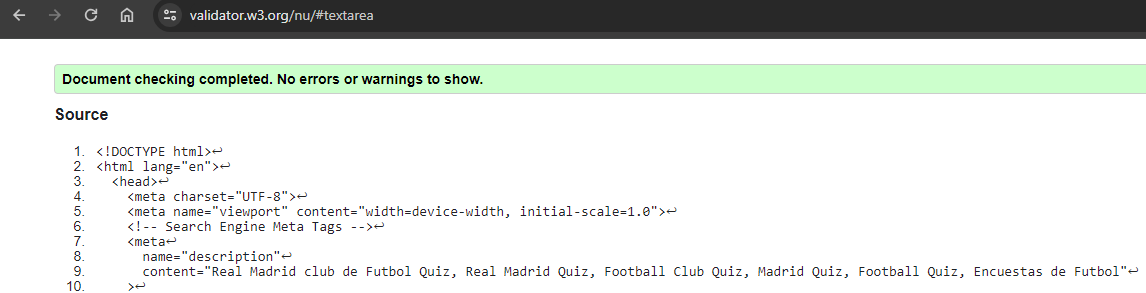 validator.w3.org/nu/#textarea
Document checking completed. No errors or warnings to show.
Source
1. <!DOCTYPE html>↩
2. <html lang="en">↩
3. <head>↩
4. <meta charset="UTF-8">↩
5. <meta name="viewport" content="width=device-width, initial-scale=1.0">↩
6. <!-- Search Engine Meta Tags -->↩
7. <meta↩
8. name="description"↩
9. content="Real Madrid club de Futbol Quiz, Real Madrid Quiz, Football Club Quiz, Madrid Quiz, Football Quiz, Encuestas de Futbol"↩
10. >↩